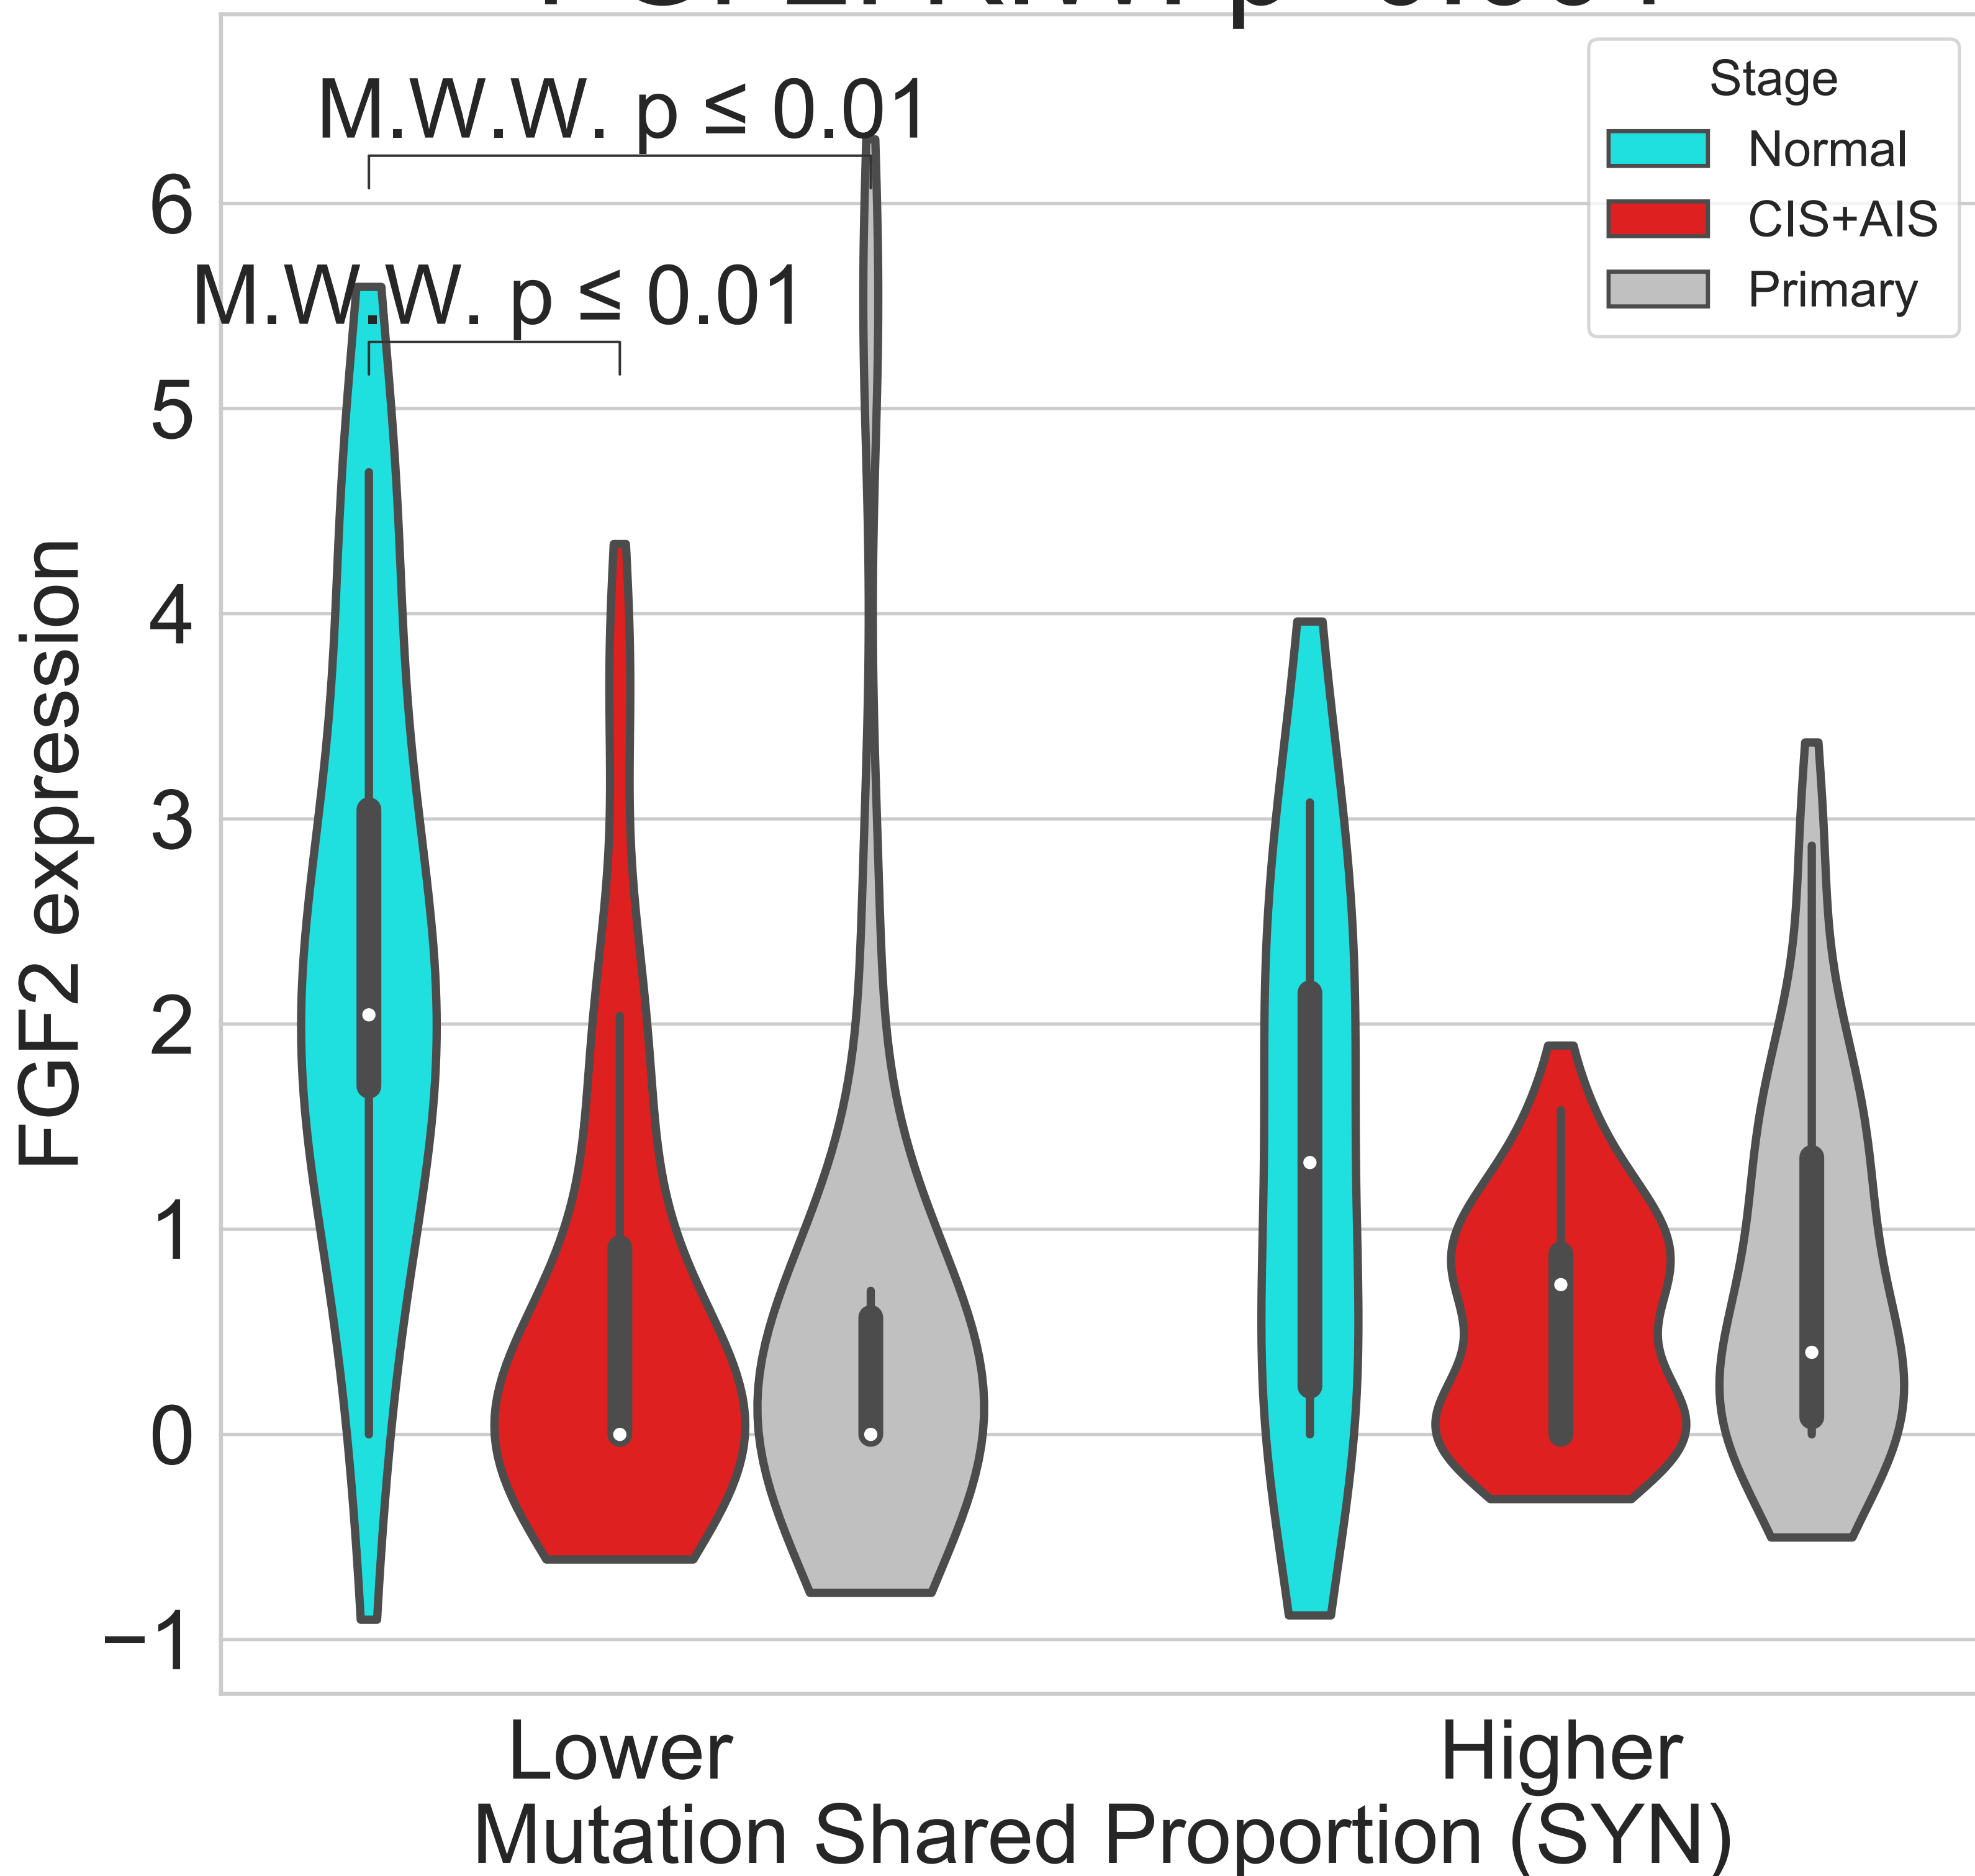 M.W.W. p ≤ 0.01
M.W.W. p ≤ 0.01
Stage
Normal
CIS+AIS
Primary
FGF2 expression
6
5
4
3
2
1
0
−1
Lower
Higher
Mutation Shared Proportion (SYN)